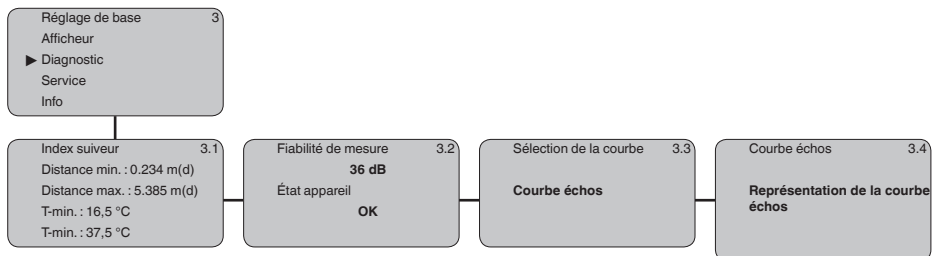 Réglage de base 3
Afficheur
▶ Diagnostic
Service
Info
Index suiveur 3.1
Distance min. : 0.234 m(d)
Distance max. : 5.385 m(d)
T-min. : 16,5 °C
T-min. : 37,5 °C
Fiabilité de mesure 3.2
36 dB
État appareil
OK
Sélection de la courbe 3.3
Courbe échos
Courbe échos 3.4
Représentation de la courbe
échos